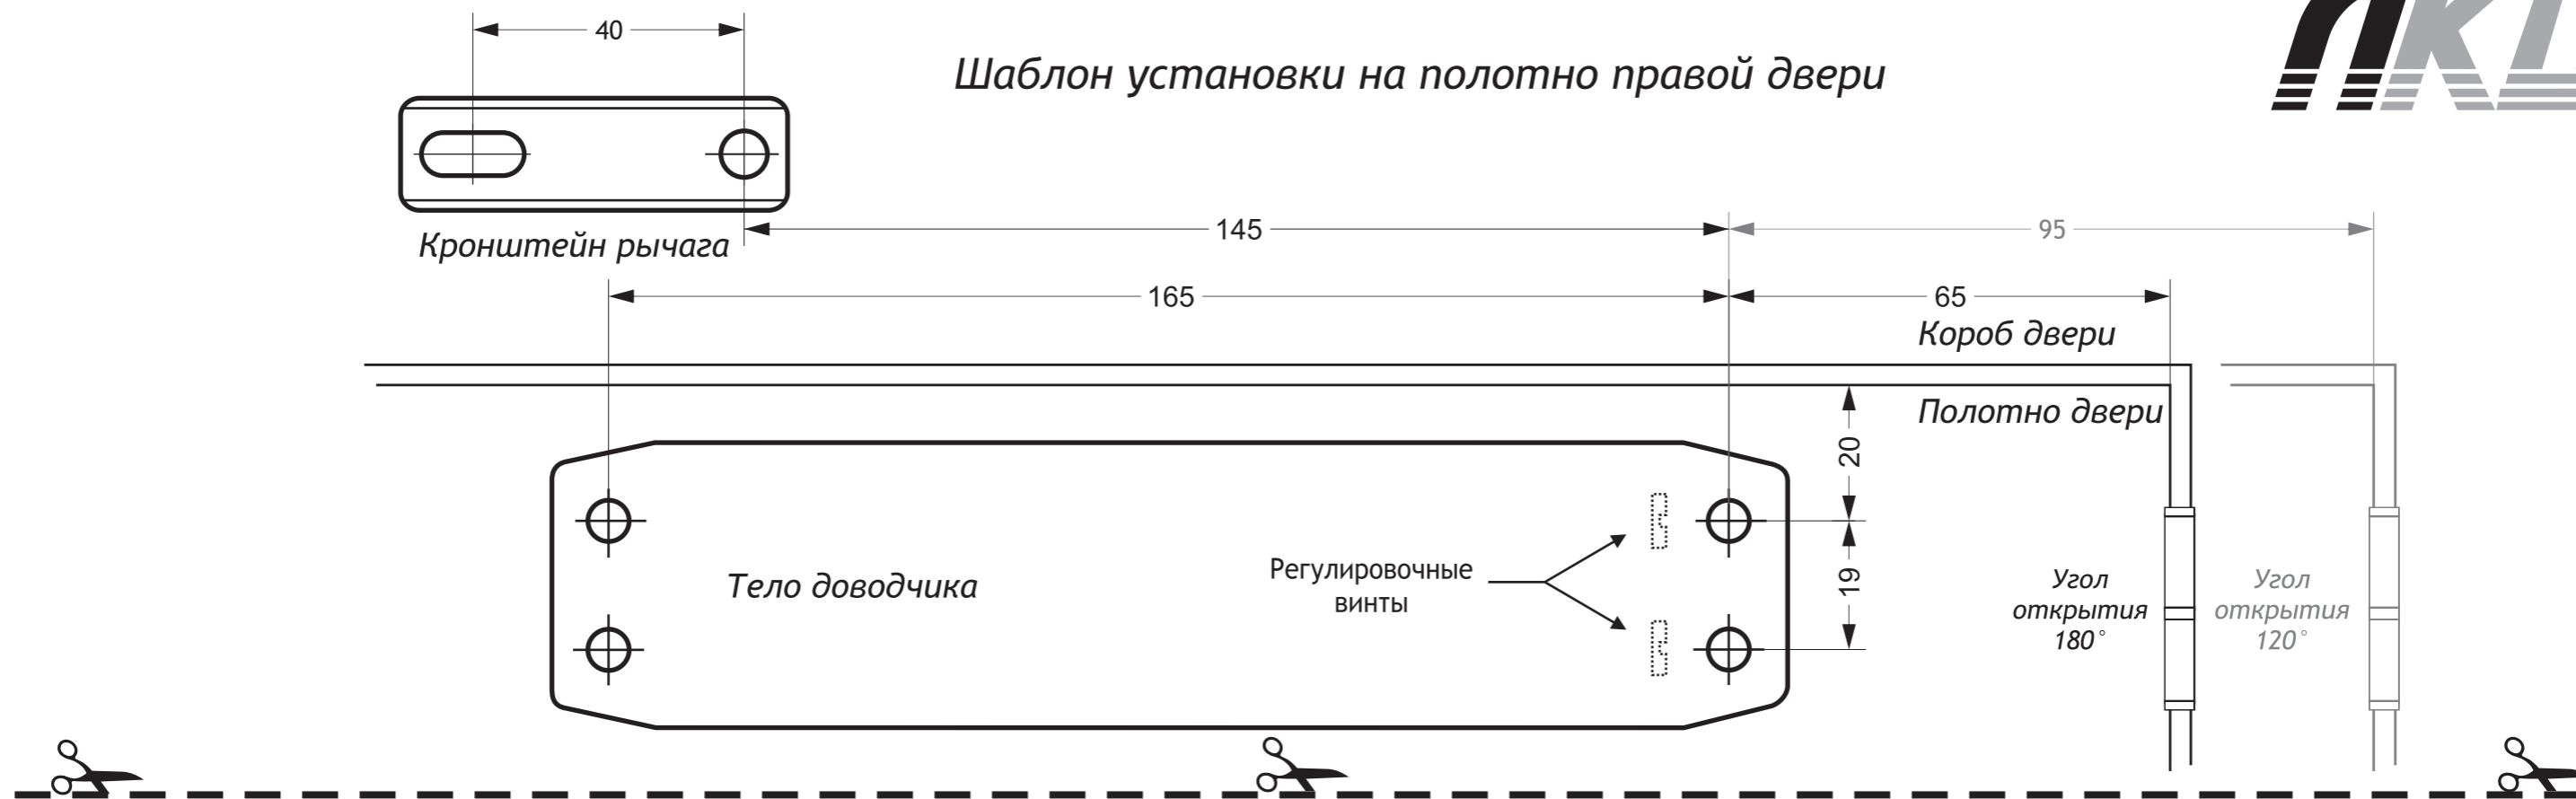 40
Шаблон установки на полотно правой двери
145
95
Кронштейн рычага
165
65
Короб двери
Полотно двери
20
Регулировочные
винты
Тело доводчика
19
Угол
открытия
180°
Угол
открытия
120°